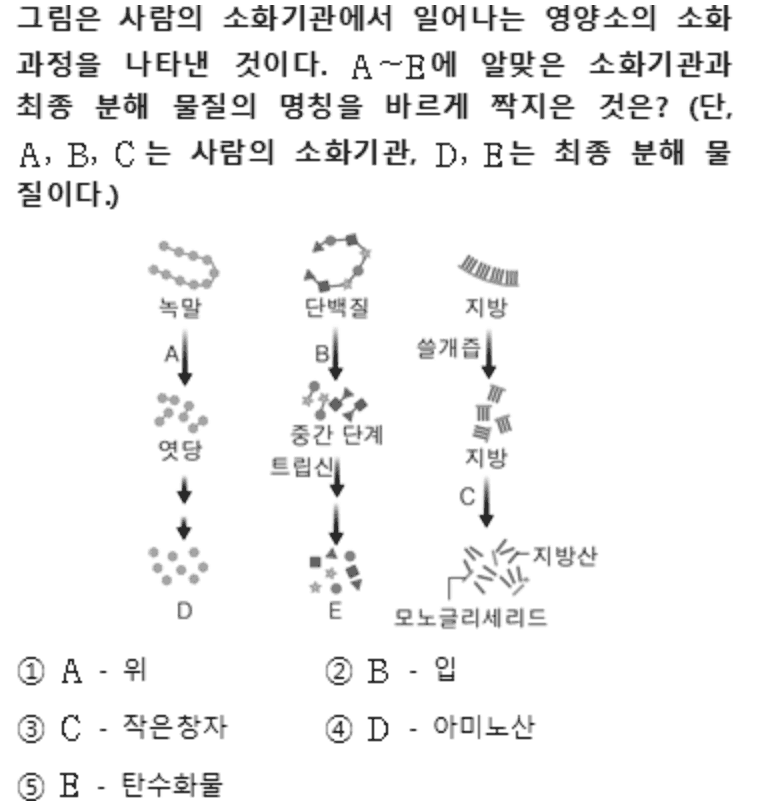 그림은 사람의 소화기관에서 일어나는 영양소의 소화
과정을 나타낸 것이다. A~E에 알맞은 소화기관과
최종 분해 물질의 명칭을 바르게 짝지은 것은? (단,
A, B, C는 사람의 소화기관, D, E는 최종 분해 물
질이다.)
녹말 단백질 지방
A B 쓸개즙
엿당 중간 단계 지방
트립신
C
지방산
D E 모노글리세리드
① A - 위 ② B - 입
③ C - 작은창자 ④ D - 아미노산
⑤ E - 탄수화물